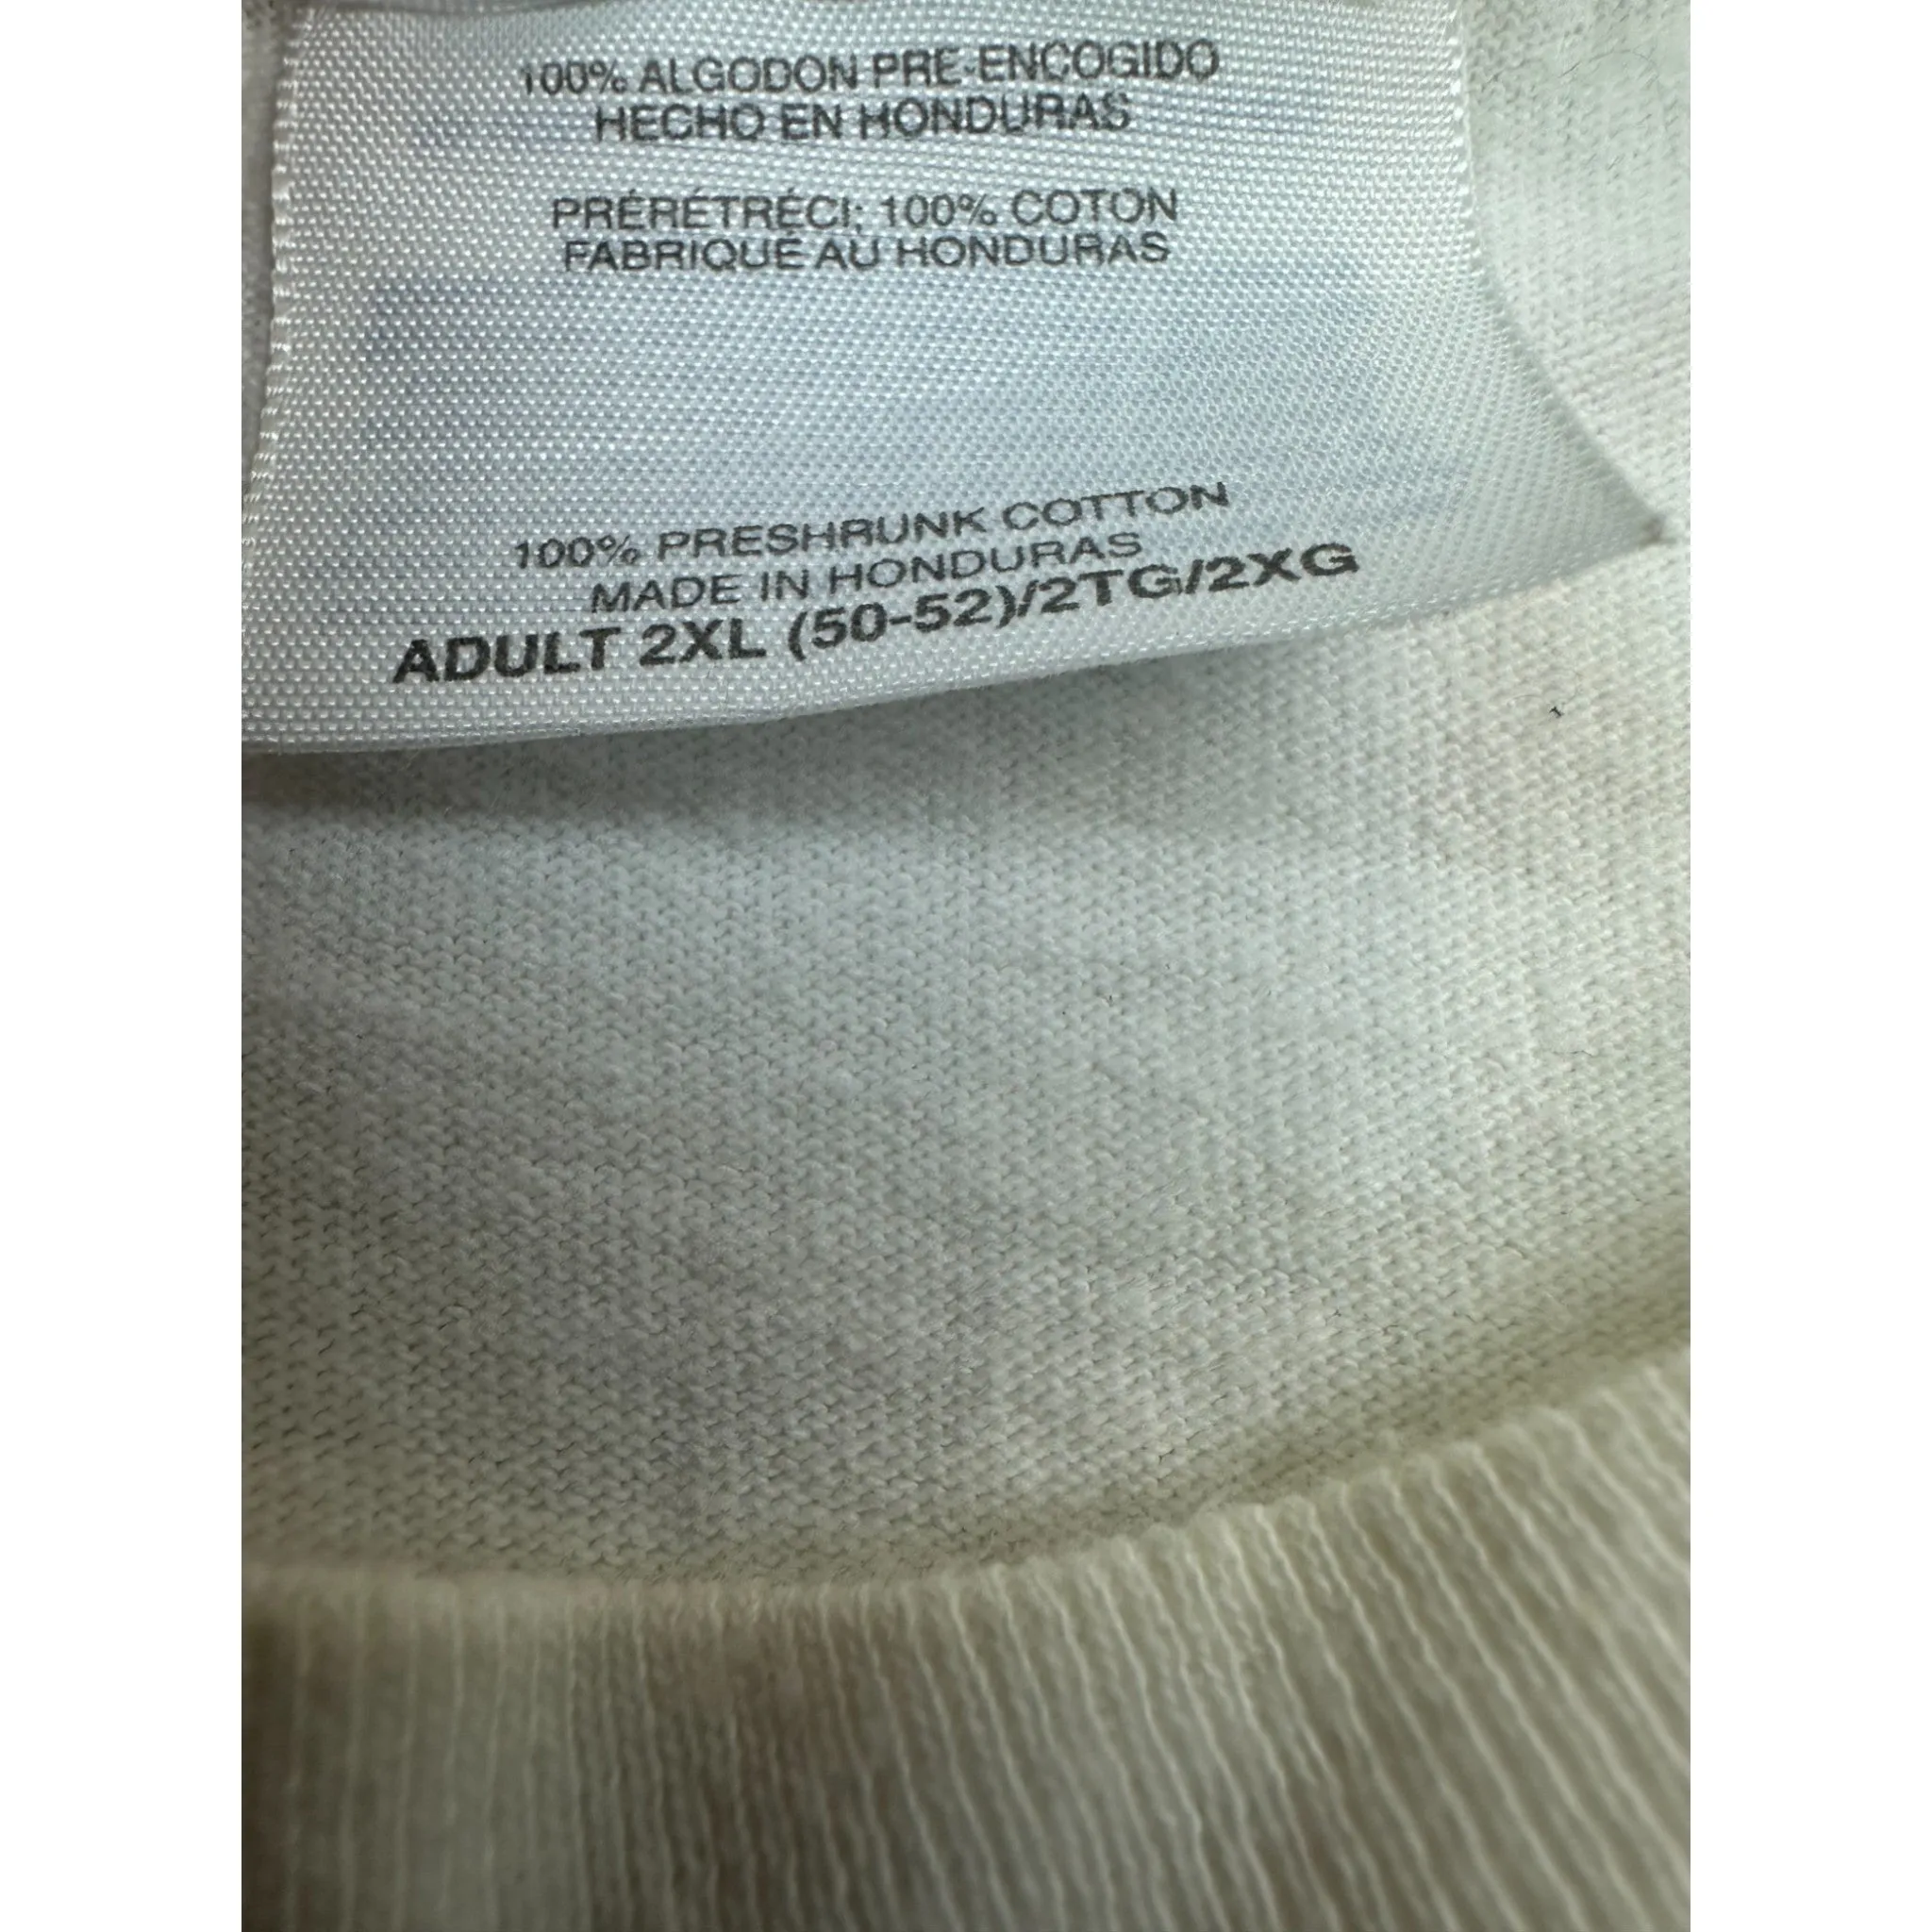 100% ALGODON PRE-ENCOGIDO
HECHO EN HONDURAS
PRÉRÉTRÉCI; 100% COTON
FABRIQUÉ AU HONDURAS
100% PRESHRUNK COTTON
MADE IN HONDURAS
ADULT 2XL (50-52)/2TG/2XG